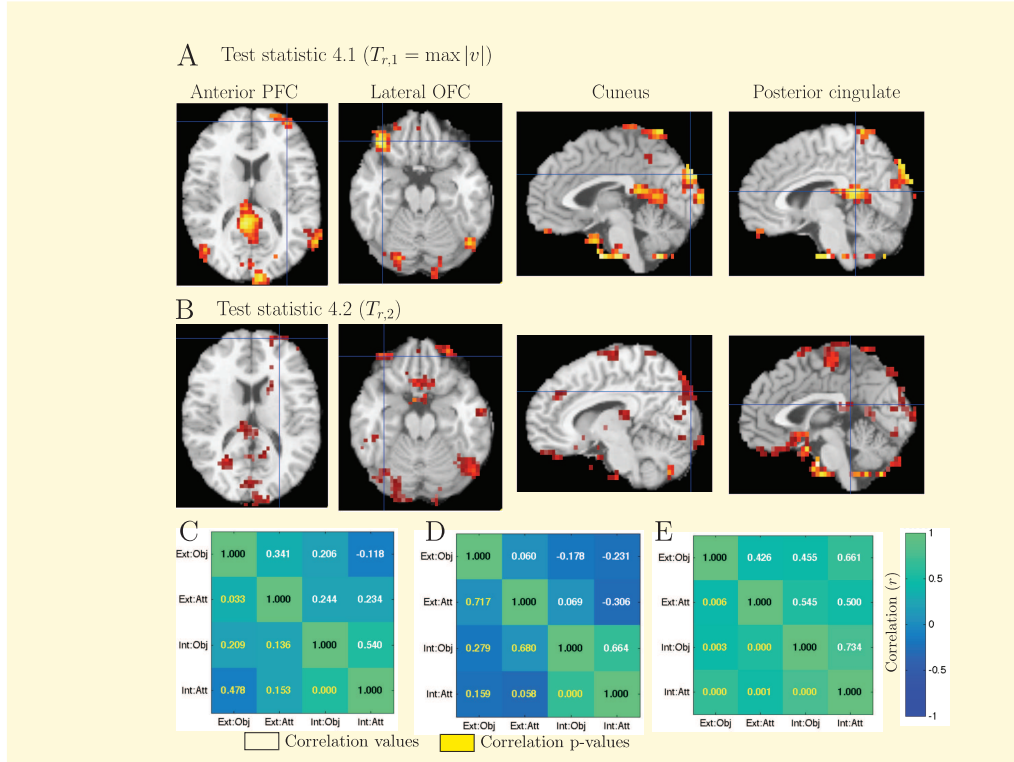 A Test statistic 4.1 (T_{r,1} = max |v|)
Anterior PFC Lateral OFC Cuneus Posterior cingulate
B Test statistic 4.2 (T_{r,2})
C
Ext:Obj 1.000 0.341 0.206 -0.118
Ext:Att 0.033 1.000 0.244 0.234
Int:Obj 0.209 0.136 1.000 0.540
Int:Att 0.478 0.153 0.000 1.000
Ext:Obj Ext:Att Int:Obj Int:Att
D
Ext:Obj 1.000 0.060 -0.178 -0.231
Ext:Att 0.717 1.000 0.069 -0.306
Int:Obj 0.279 0.680 1.000 0.664
Int:Att 0.159 0.058 0.000 1.000
Ext:Obj Ext:Att Int:Obj Int:Att
E
Ext:Obj 1.000 0.426 0.455 0.661
Ext:Att 0.006 1.000 0.545 0.500
Int:Obj 0.003 0.000 1.000 0.734
Int:Att 0.000 0.001 0.000 1.000
Ext:Obj Ext:Att Int:Obj Int:Att
Correlation (r)
1
0.5
0
-0.5
-1
Correlation values Correlation p-values